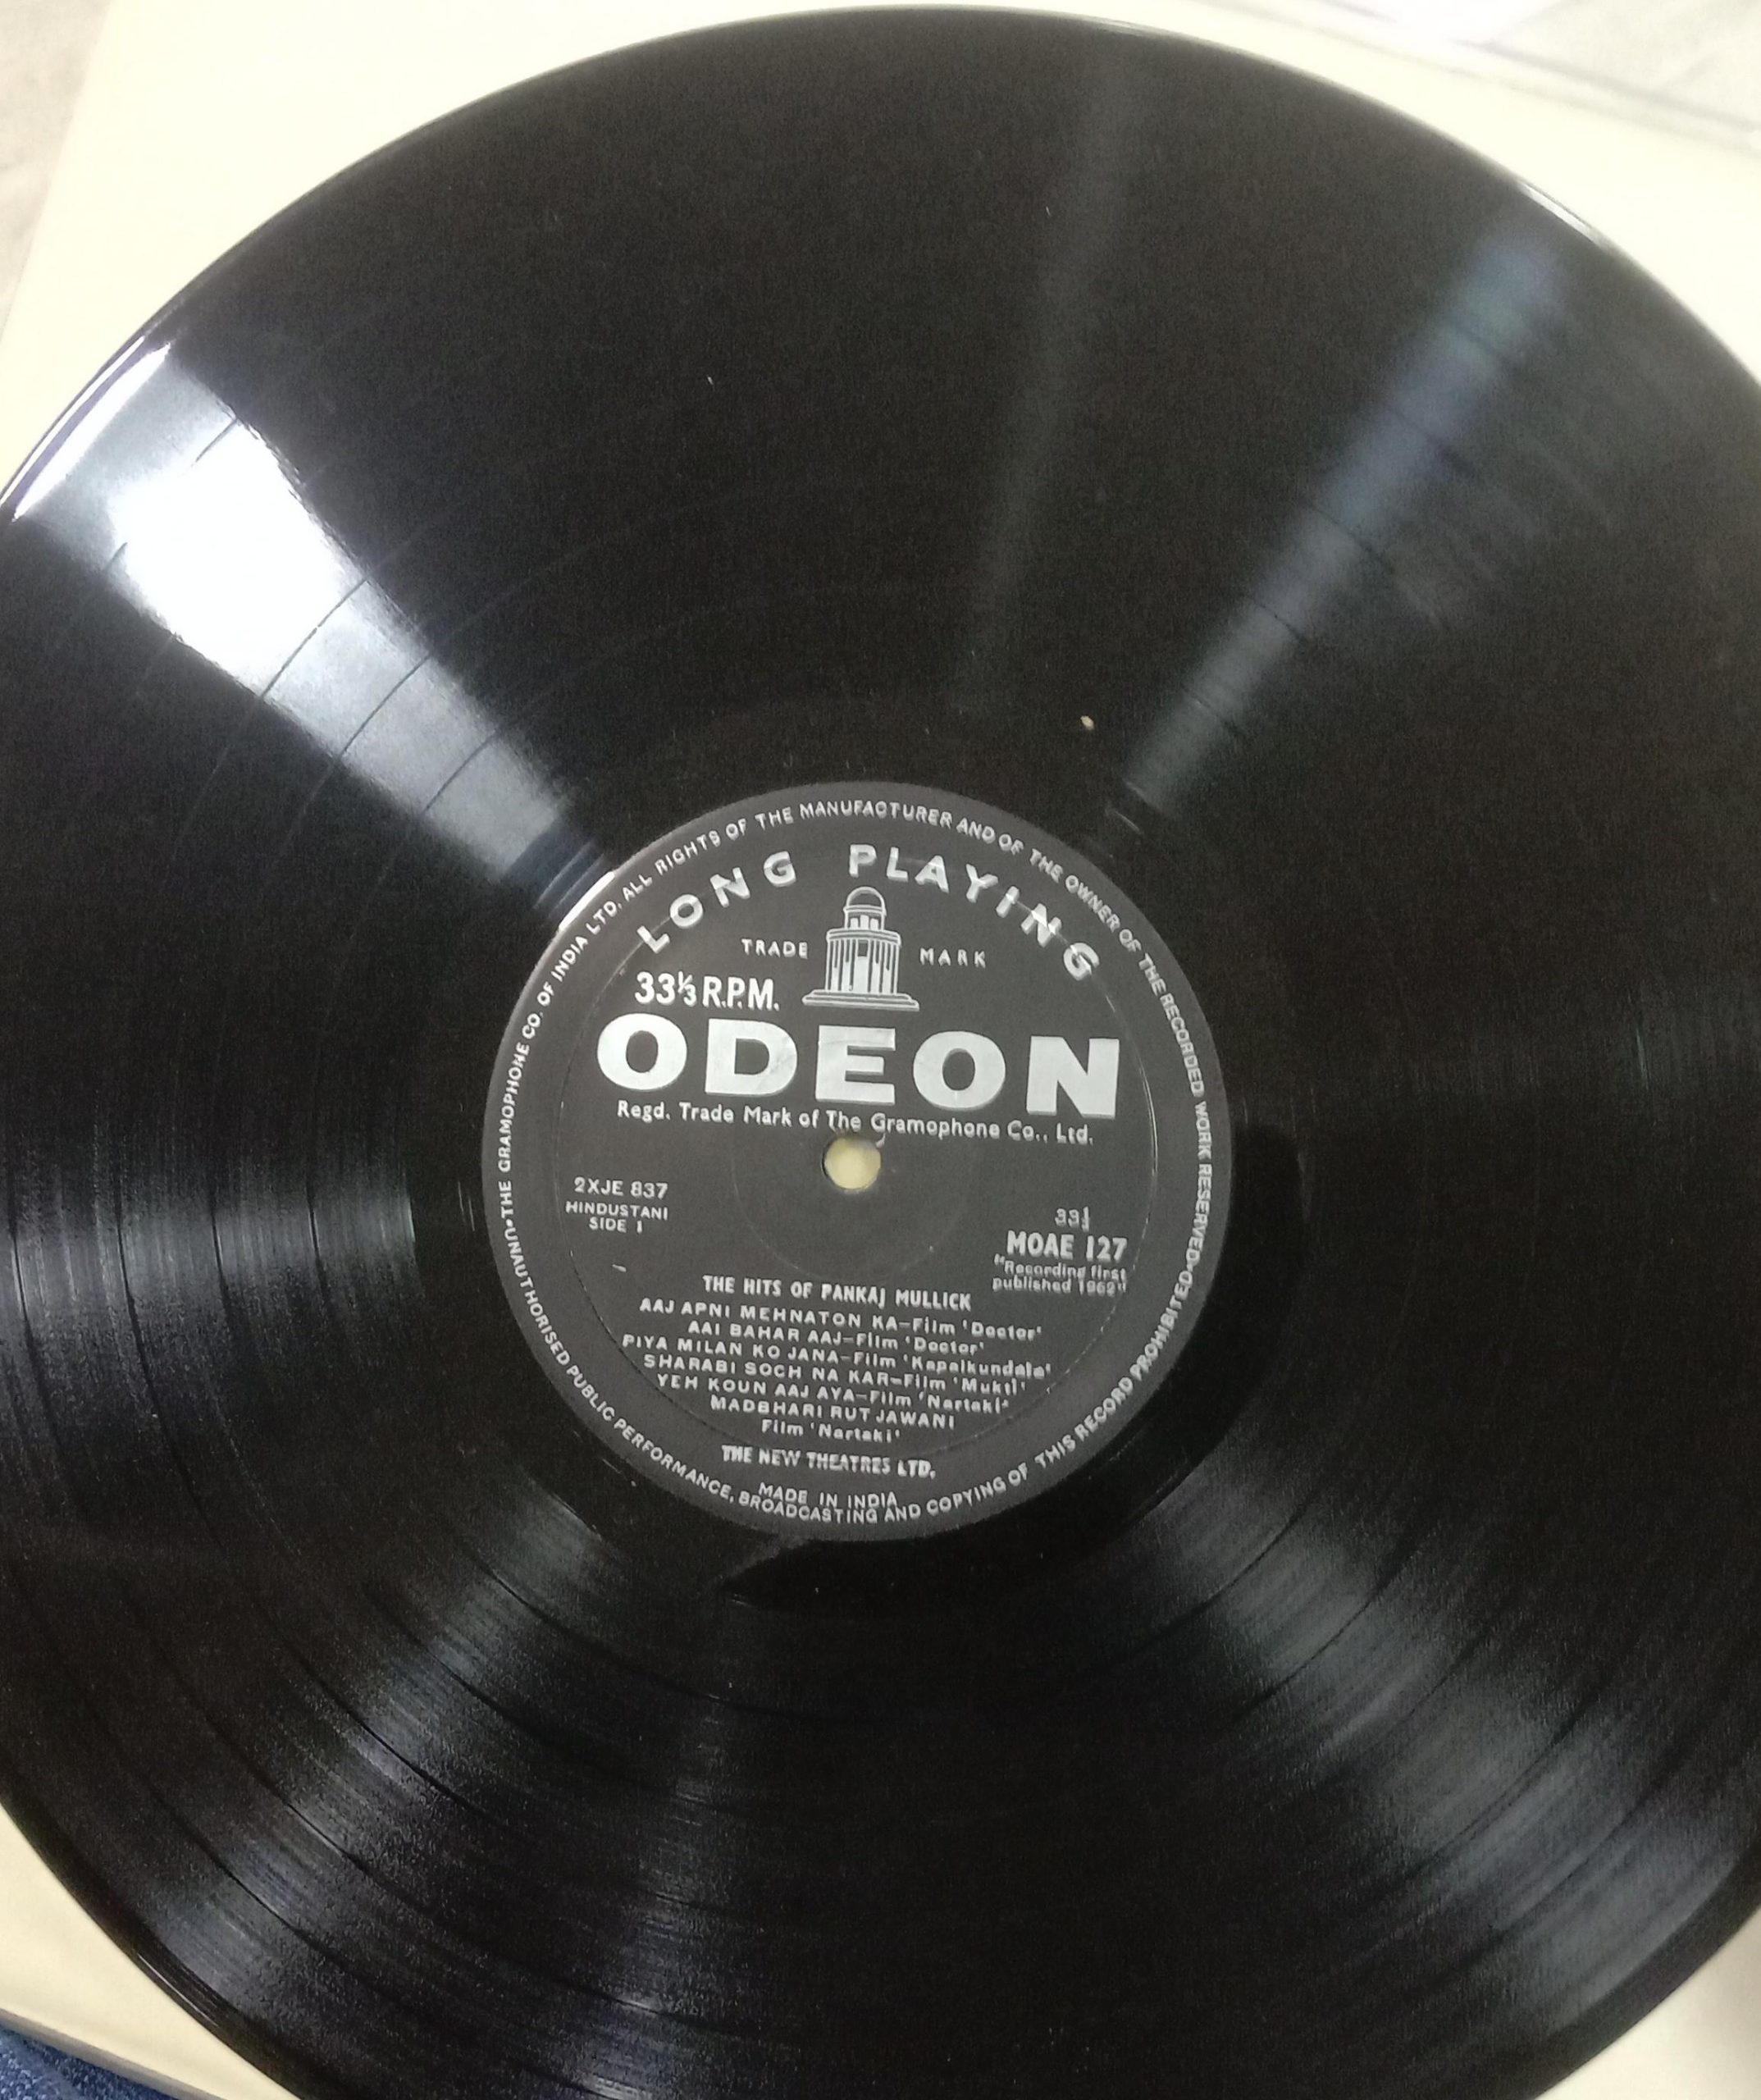 THE GRAMOPHONE CO. OF INDIA LTD. ALL RIGHTS OF THE MANUFACTURER AND OF THE OWNER OF THE RECORDED WORK RESERVED•
UNAUTHORISED PUBLIC PERFORMANCE, BROADCASTING AND COPYING OF THIS RECORD PROHIBITED•
LONG PLAYING
TRADE MARK
33⅓ R.P.M.
ODEON
Regd. Trade Mark of The Gramophone Co., Ltd.
2XJE 837
HINDUSTANI
SIDE 1
33⅓
MOAE 127
"Recording first
published 1962"
THE HITS OF PANKAJ MULLICK
AAJ APNI MEHNATON KA–Film 'Doctor'
AAI BAHAR AAJ–Film 'Doctor'
PIYA MILAN KO JANA–Film 'Kapalkundala'
SHARABI SOCH NA KAR–Film 'Mukti'
YEH KOUN AAJ AYA–Film 'Nartaki'
MADBHARI RUT JAWANI
Film 'Nartaki'
THE NEW THEATRES LTD.
MADE IN INDIA